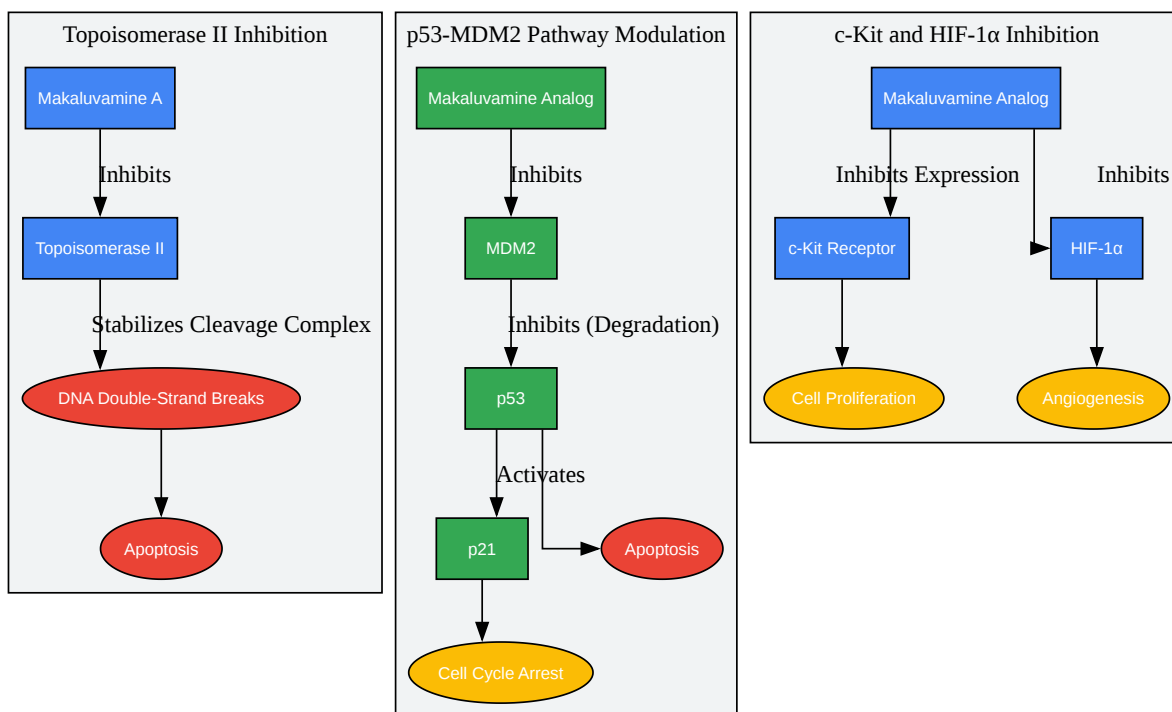 Topoisomerase II Inhibition
Makaluvamine A
Inhibits
Topoisomerase II
Stabilizes Cleavage Complex
DNA Double-Strand Breaks
Apoptosis
p53-MDM2 Pathway Modulation
Makaluvamine Analog
Inhibits
MDM2
Inhibits (Degradation)
p53
Activates
p21
Apoptosis
Cell Cycle Arrest
c-Kit and HIF-1α Inhibition
Makaluvamine Analog
Inhibits Expression
Inhibits
c-Kit Receptor
HIF-1α
Cell Proliferation
Angiogenesis